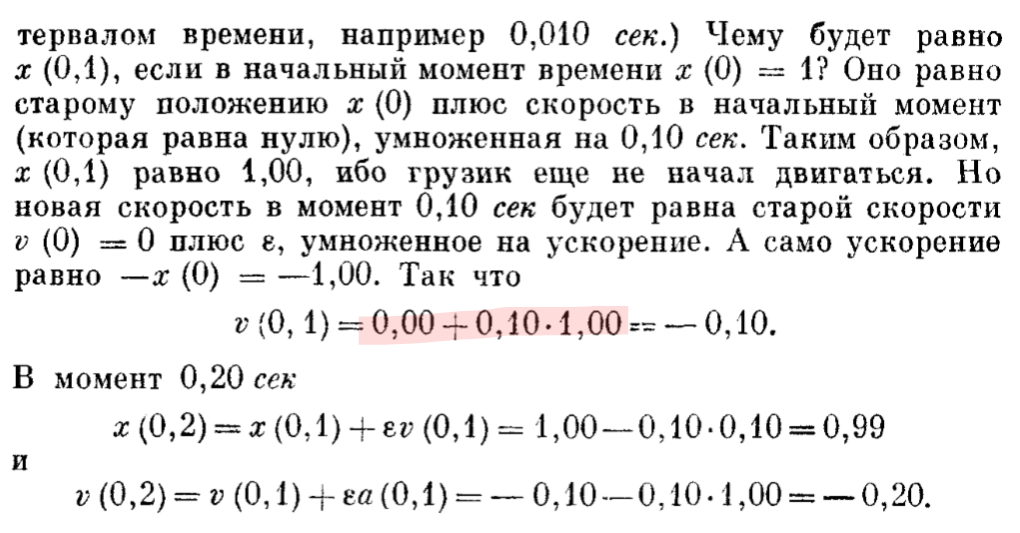 тервалом времени, например 0,010 сек.) Чему будет равно
x (0,1), если в начальный момент времени x (0) = 1? Оно равно
старому положению x (0) плюс скорость в начальный момент
(которая равна нулю), умноженная на 0,10 сек. Таким образом,
x (0,1) равно 1,00, ибо грузик еще не начал двигаться. Но
новая скорость в момент 0,10 сек будет равна старой скорости
v (0) = 0 плюс ε, умноженное на ускорение. А само ускорение
равно —x (0) = —1,00. Так что
v (0, 1) = 0,00 + 0,10·1,00 = — 0,10.
В момент 0,20 сек
x (0,2) = x (0,1) + εv (0,1) = 1,00—0,10·0,10 = 0,99
и
v (0,2) = v (0,1) + εa (0,1) = — 0,10—0,10·1,00 = — 0,20.